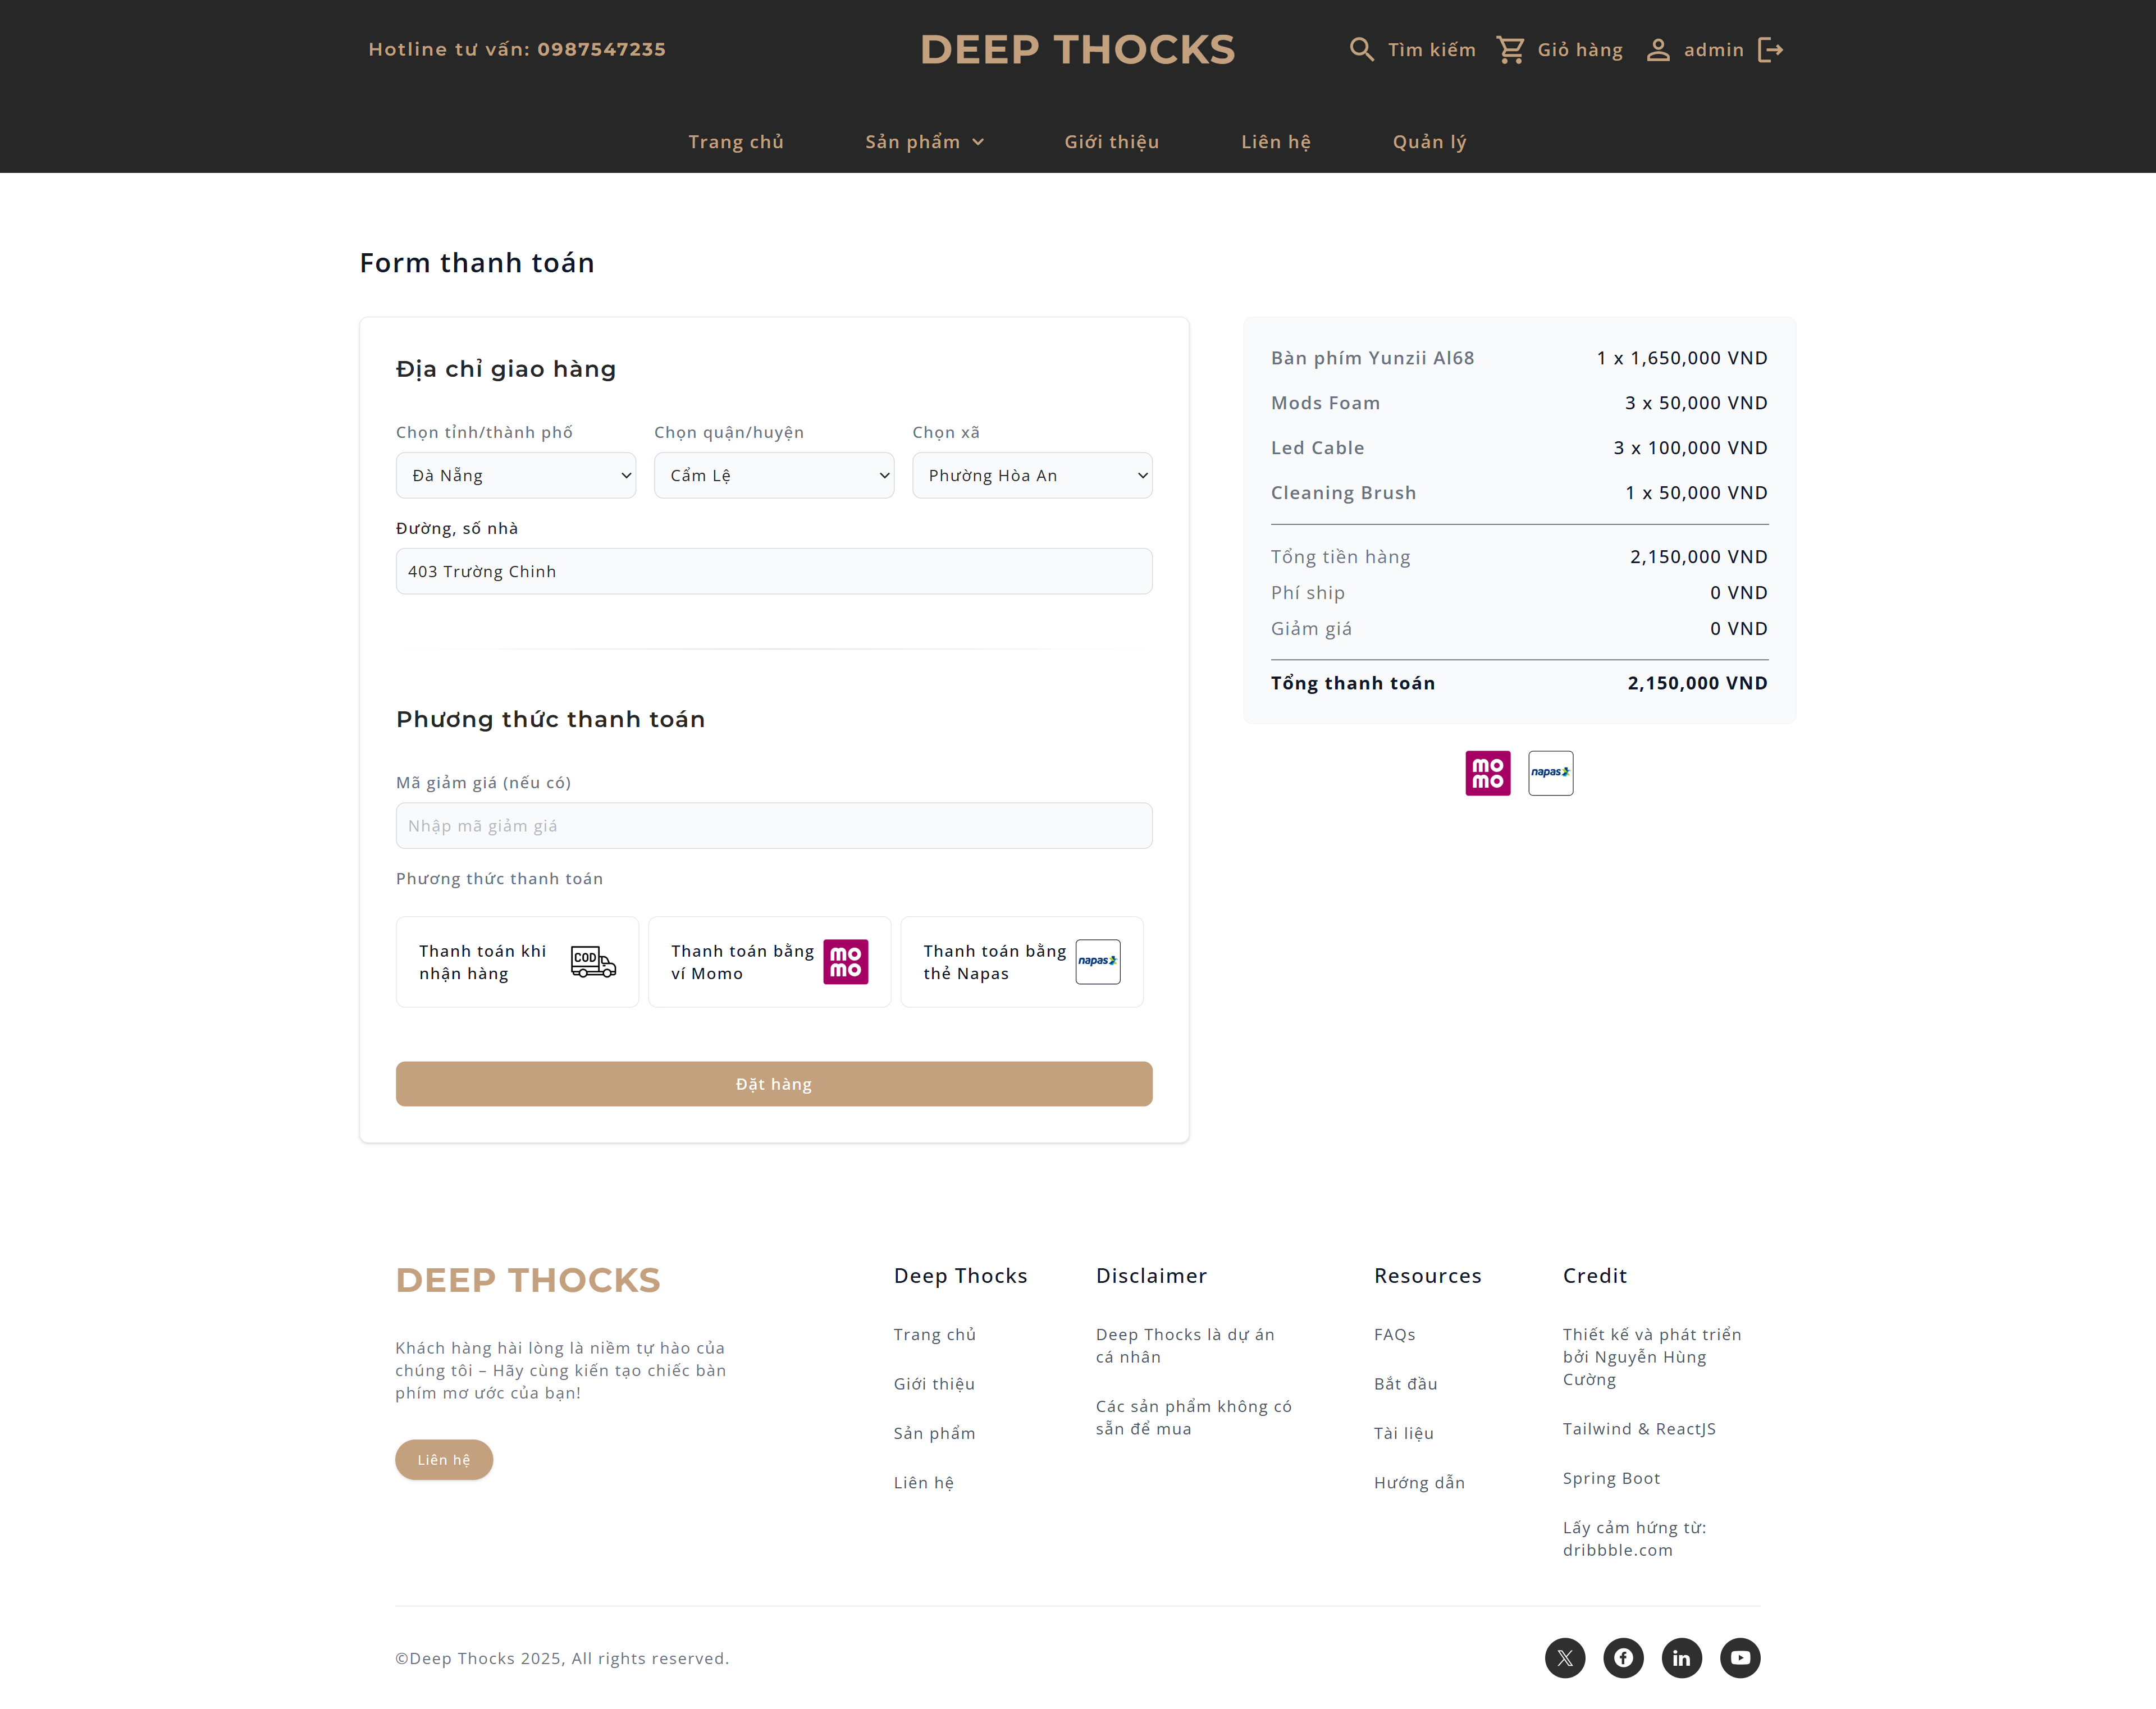 Hotline tư vấn: 0987547235
DEEP THOCKS
Tìm kiếm
Giỏ hàng
admin
Trang chủ
Sản phẩm
Giới thiệu
Liên hệ
Quản lý
Form thanh toán
Địa chỉ giao hàng
Chọn tỉnh/thành phố
Chọn quận/huyện
Chọn xã
Đà Nẵng
Cẩm Lệ
Phường Hòa An
Đường, số nhà
403 Trường Chinh
Phương thức thanh toán
Mã giảm giá (nếu có)
Nhập mã giảm giá
Phương thức thanh toán
Thanh toán khi
nhận hàng
COD
Thanh toán bằng
ví Momo
mo
mo
Thanh toán bằng
thẻ Napas
napas
Đặt hàng
Bàn phím Yunzii Al68 1 x 1,650,000 VND
Mods Foam 3 x 50,000 VND
Led Cable 3 x 100,000 VND
Cleaning Brush 1 x 50,000 VND
Tổng tiền hàng 2,150,000 VND
Phí ship 0 VND
Giảm giá 0 VND
Tổng thanh toán 2,150,000 VND
mo
mo
napas
DEEP THOCKS
Khách hàng hài lòng là niềm tự hào của
chúng tôi – Hãy cùng kiến tạo chiếc bàn
phím mơ ước của bạn!
Liên hệ
Deep Thocks
Trang chủ
Giới thiệu
Sản phẩm
Liên hệ
Disclaimer
Deep Thocks là dự án
cá nhân
Các sản phẩm không có
sẵn để mua
Resources
FAQs
Bắt đầu
Tài liệu
Hướng dẫn
Credit
Thiết kế và phát triển
bởi Nguyễn Hùng
Cường
Tailwind & ReactJS
Spring Boot
Lấy cảm hứng từ:
dribbble.com
©Deep Thocks 2025, All rights reserved.